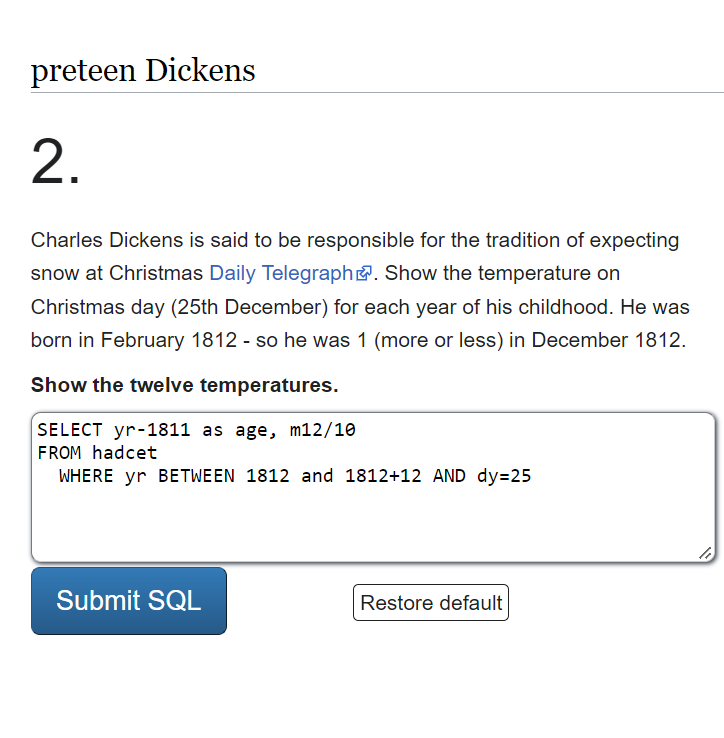 preteen Dickens
2.
Charles Dickens is said to be responsible for the tradition of expecting
snow at Christmas Daily Telegraph. Show the temperature on
Christmas day (25th December) for each year of his childhood. He was
born in February 1812 - so he was 1 (more or less) in December 1812.
Show the twelve temperatures.
SELECT yr-1811 as age, m12/10
FROM hadcet
  WHERE yr BETWEEN 1812 and 1812+12 AND dy=25
Submit SQL
Restore default